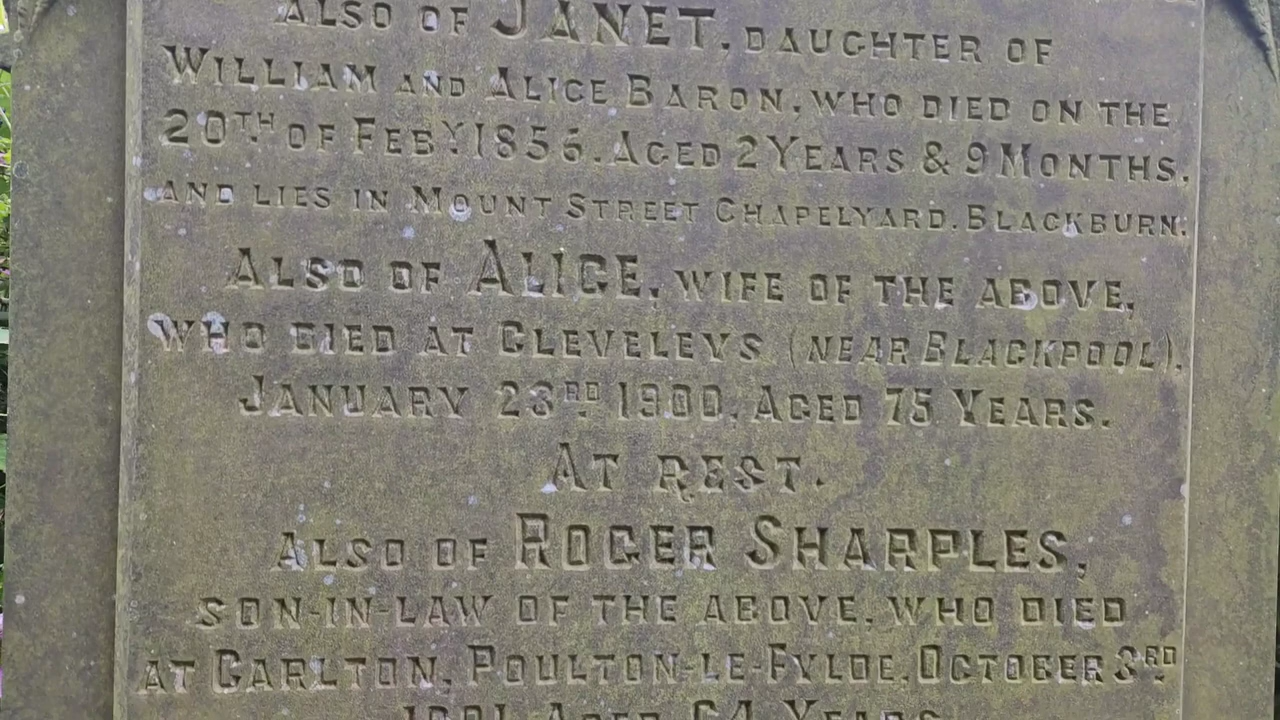 ALSO OF JANET, DAUGHTER OF
WILLIAM AND ALICE BARON, WHO DIED ON THE
20TH OF FEBY 1856. AGED 2 YEARS & 9 MONTHS.
AND LIES IN MOUNT STREET CHAPELYARD. BLACKBURN.
ALSO OF ALICE, WIFE OF THE ABOVE,
WHO DIED AT CLEVELEYS (NEAR BLACKPOOL).
JANUARY 23RD 1900, AGED 75 YEARS.
AT REST.
ALSO OF ROGER SHARPLES,
SON-IN-LAW OF THE ABOVE, WHO DIED
AT CARLTON, POULTON-LE-FYLDE, OCTOBER 3RD
AGED 64 YEARS